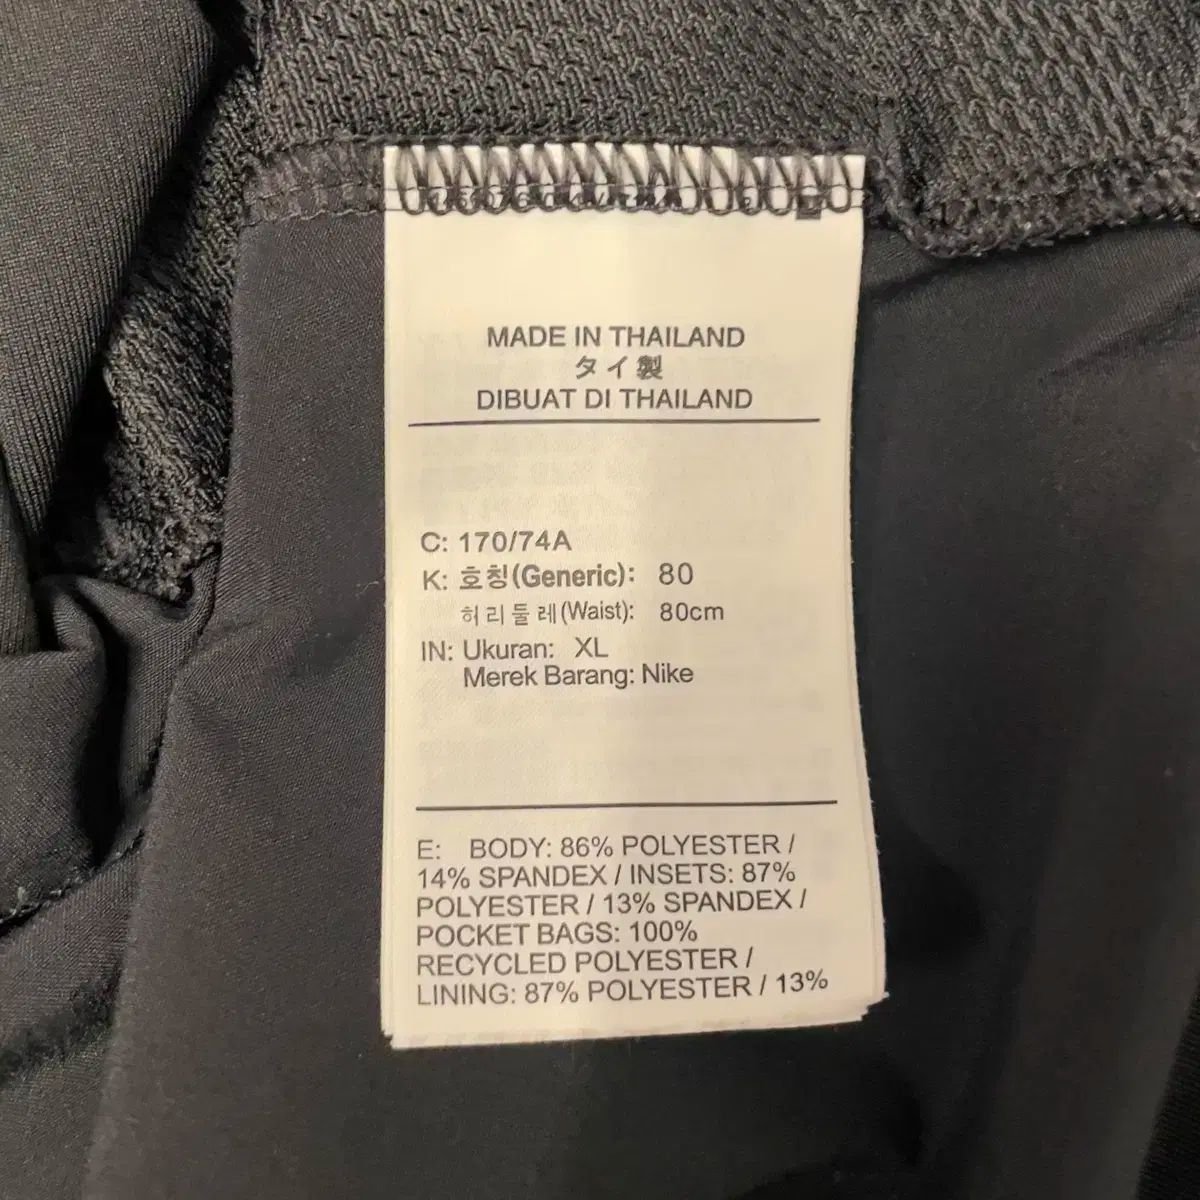 MADE IN THAILAND
タイ製
DIBUAT DI THAILAND
C: 170/74A
K: 호칭(Generic): 80
허리둘레(Waist): 80cm
IN: Ukuran: XL
Merek Barang: Nike
E: BODY: 86% POLYESTER /
14% SPANDEX / INSETS: 87%
POLYESTER / 13% SPANDEX /
POCKET BAGS: 100%
RECYCLED POLYESTER /
LINING: 87% POLYESTER / 13%